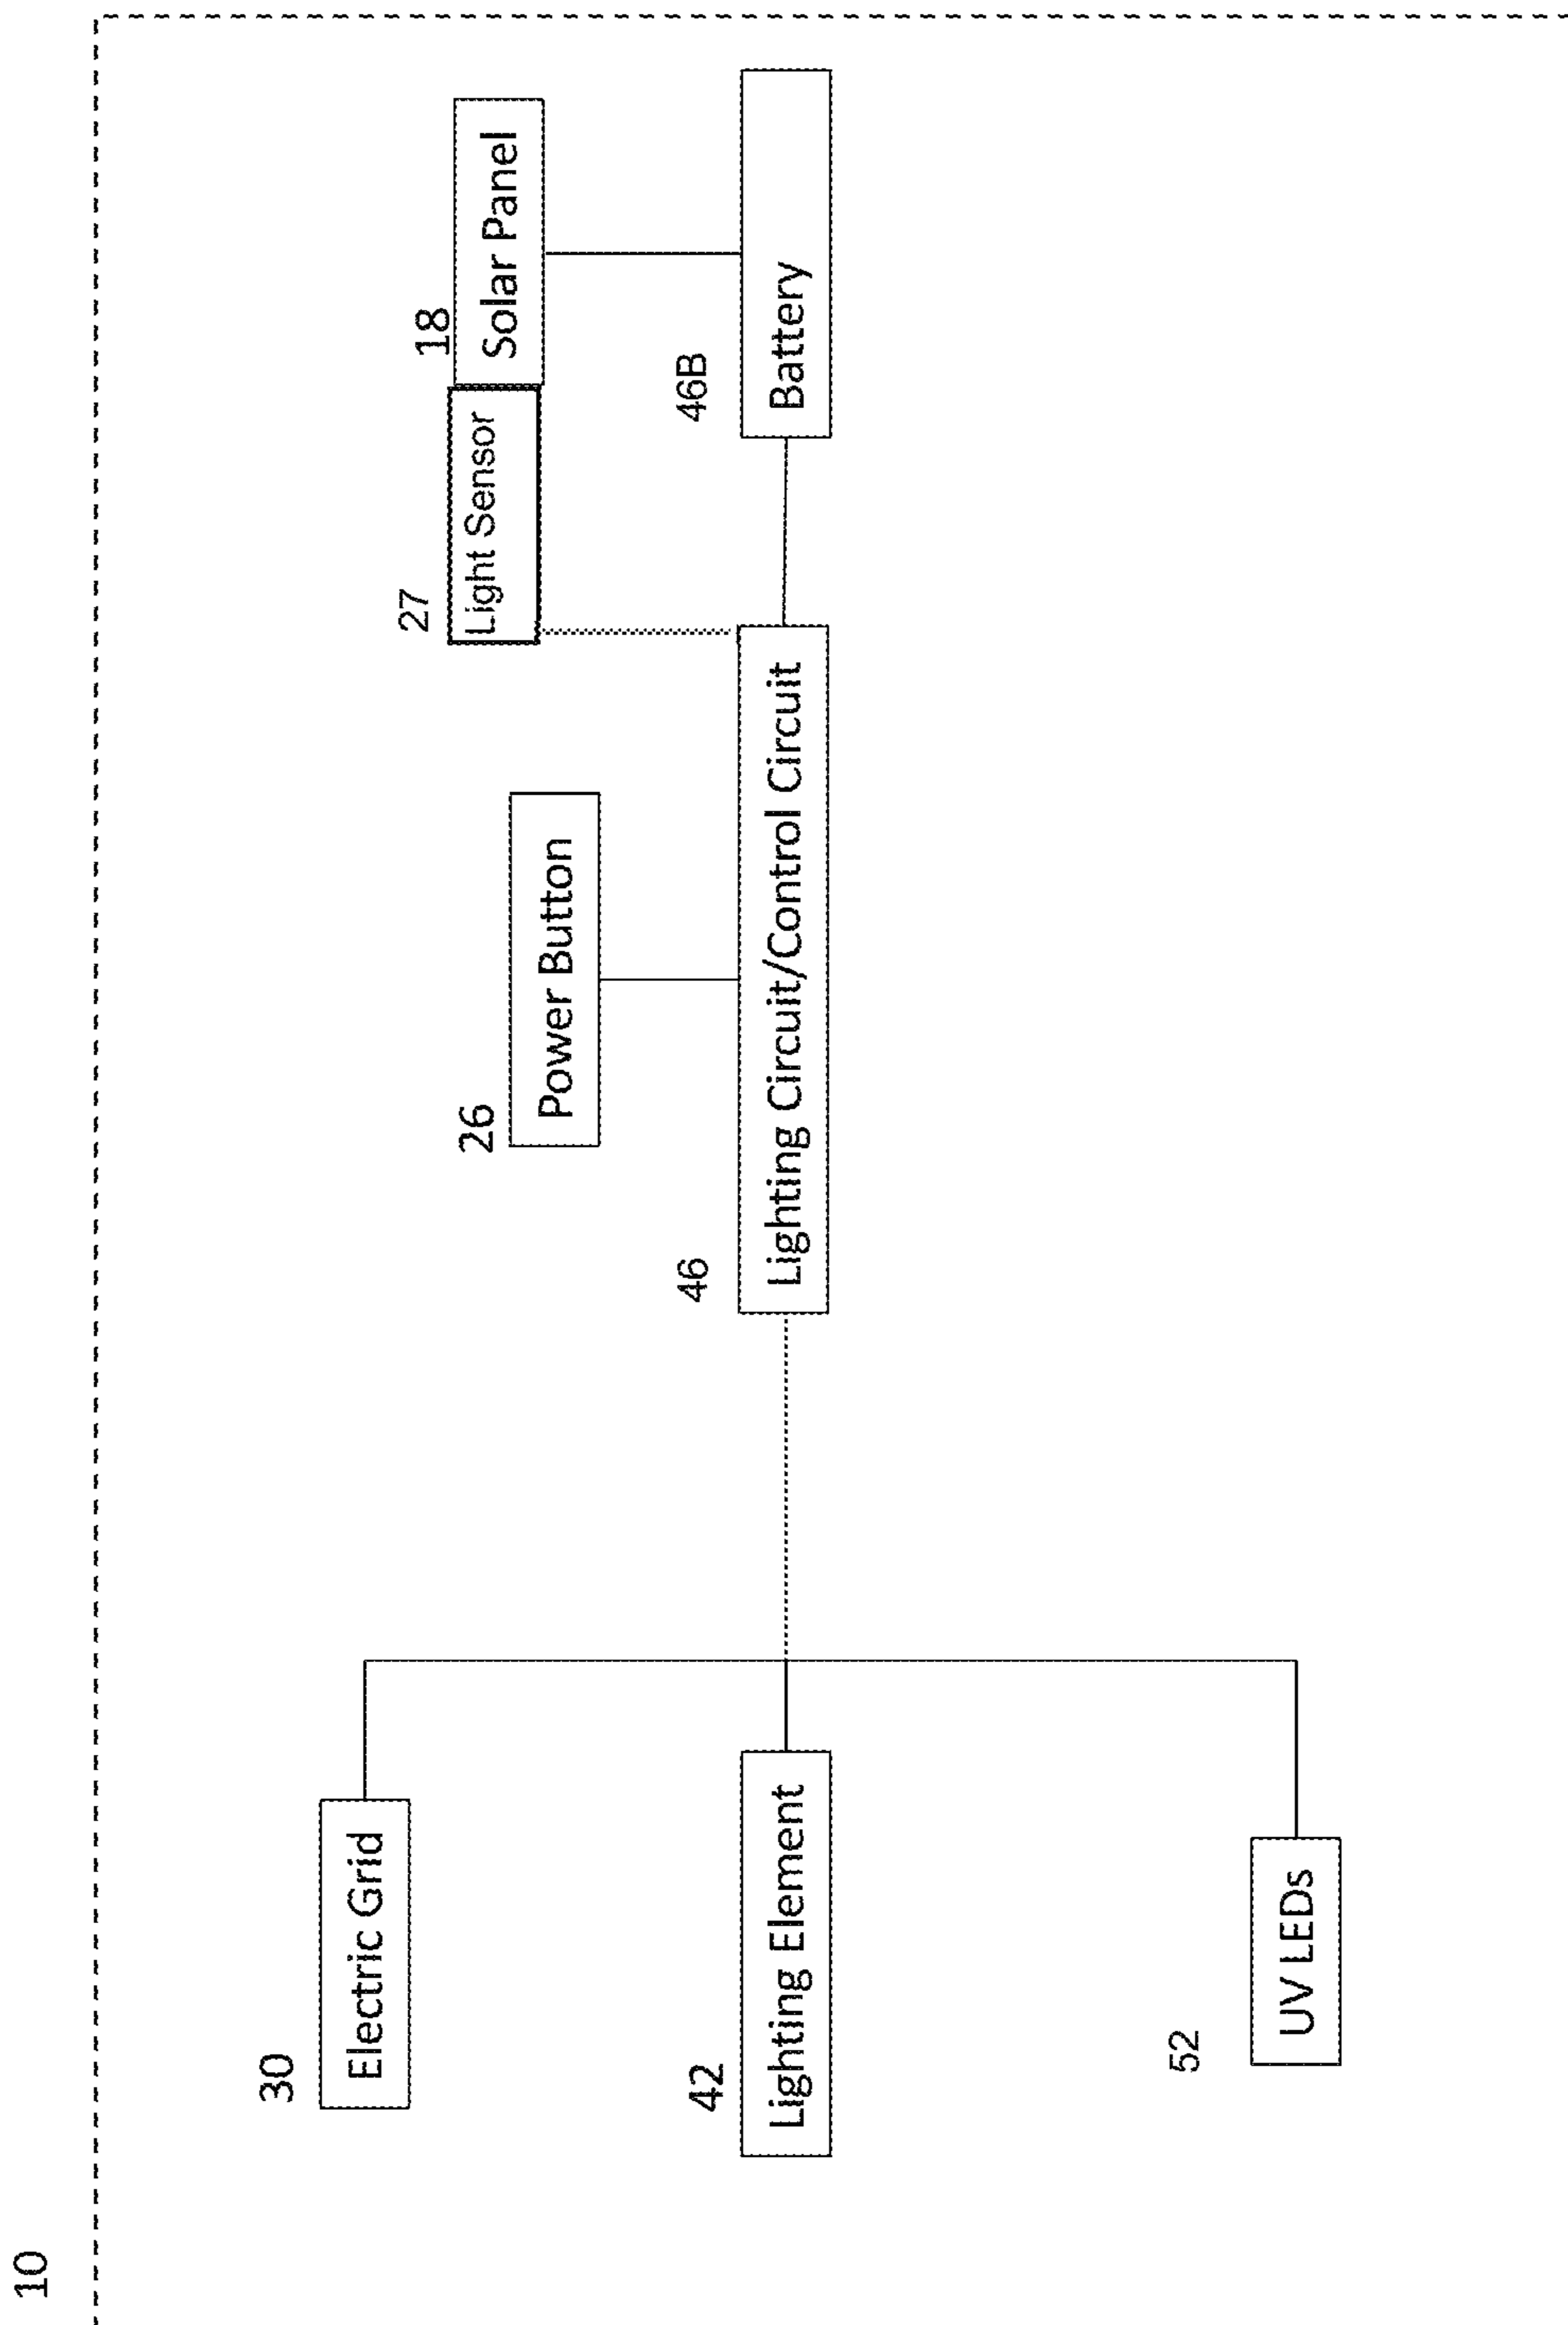 10
30
Electric Grid
42
Lighting Element
52
UV LEDs
26
Power Button
46
Lighting Circuit/Control Circuit
27
Light Sensor
18
Solar Panel
46B
Battery